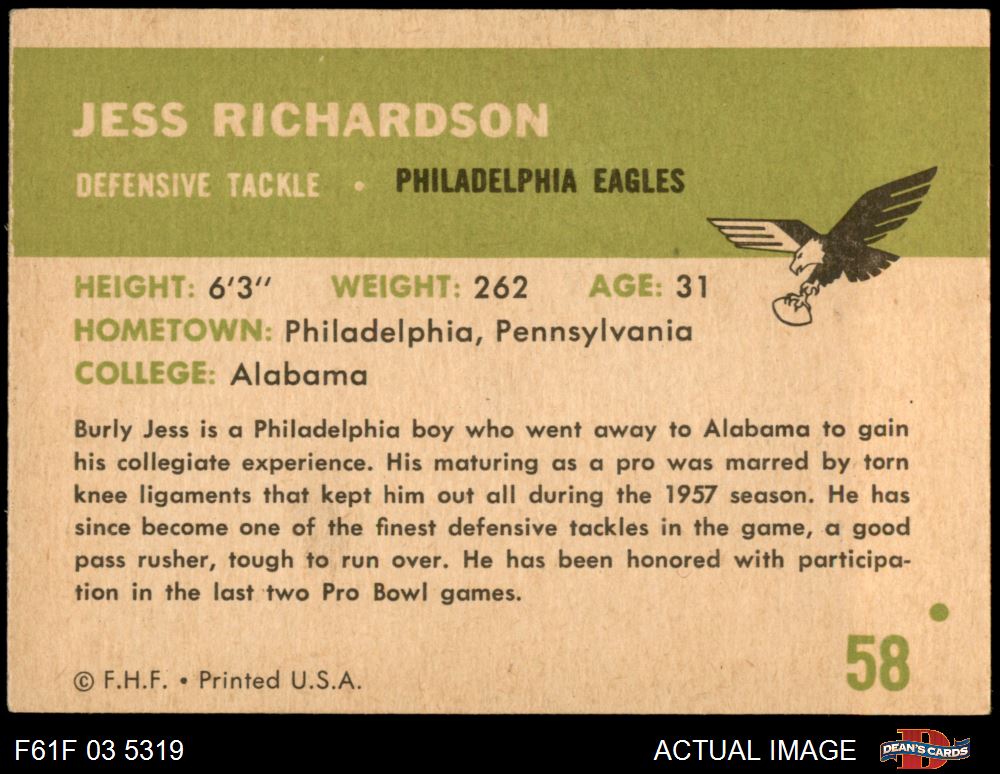 JESS RICHARDSON
DEFENSIVE TACKLE • PHILADELPHIA EAGLES
HEIGHT: 6'3" WEIGHT: 262 AGE: 31
HOMETOWN: Philadelphia, Pennsylvania
COLLEGE: Alabama
Burly Jess is a Philadelphia boy who went away to Alabama to gain
his collegiate experience. His maturing as a pro was marred by torn
knee ligaments that kept him out all during the 1957 season. He has
since become one of the finest defensive tackles in the game, a good
pass rusher, tough to run over. He has been honored with participa-
tion in the last two Pro Bowl games.
58
© F.H.F. • Printed U.S.A.
F61F 03 5319 ACTUAL IMAGE DEAN'S CARDS